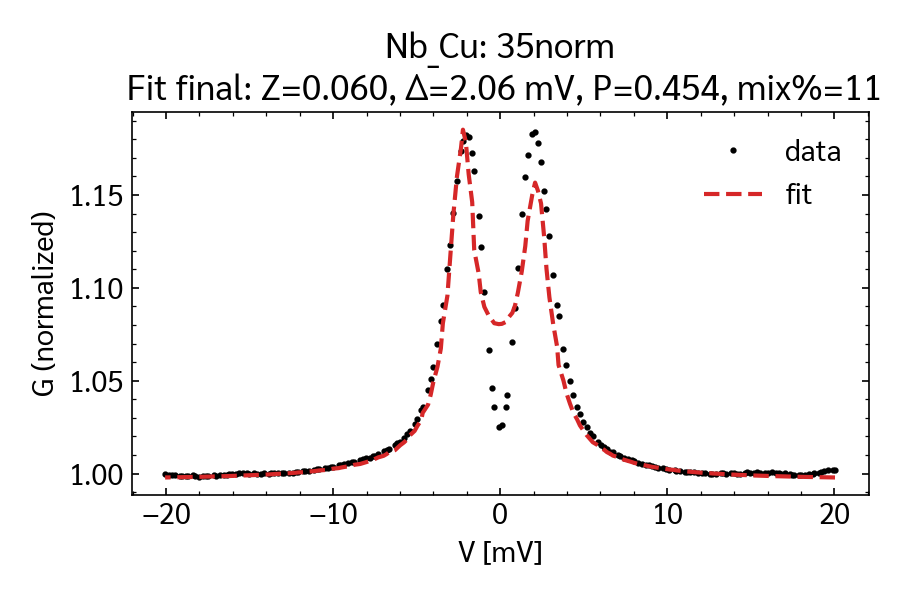 Nb_Cu: 35norm
Fit final: Z=0.060, Δ=2.06 mV, P=0.454, mix%=11
data
fit
1.15
1.10
1.05
1.00
G (normalized)
−20
−10
0
10
20
V [mV]